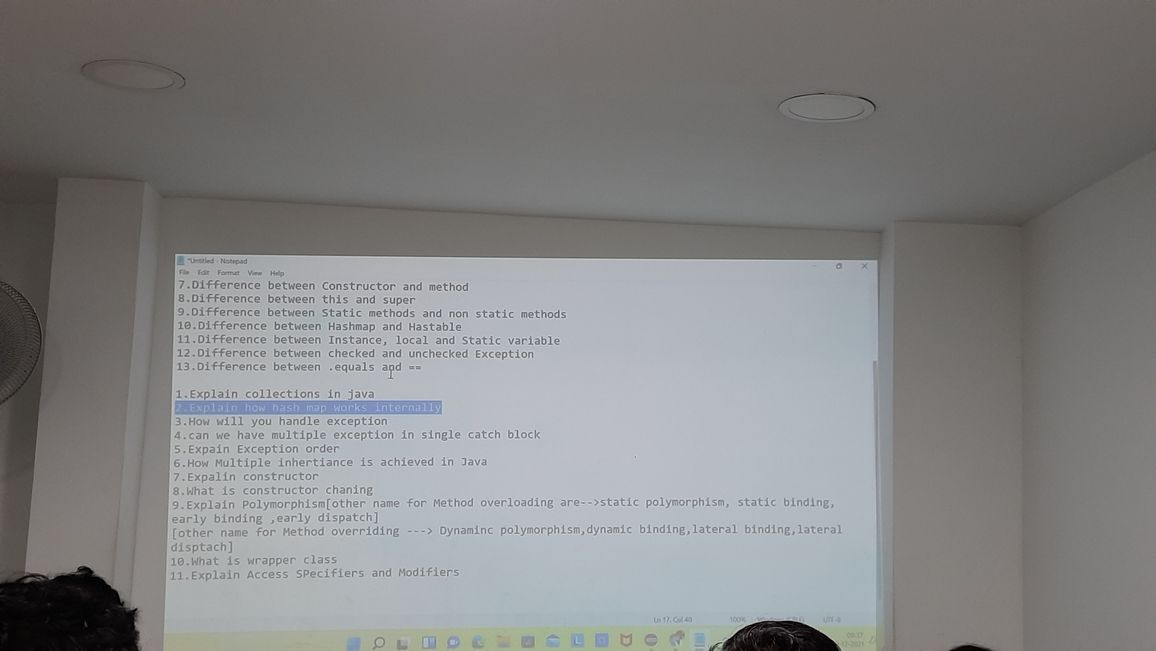 *Untitled - Notepad
File Edit Format View Help
7.Difference between Constructor and method
8.Difference between this and super
9.Difference between Static methods and non static methods
10.Difference between Hashmap and Hastable
11.Difference between Instance, local and Static variable
12.Difference between checked and unchecked Exception
13.Difference between .equals and ==
1.Explain collections in java
2.Explain how hash map works internally
3.How will you handle exception
4.can we have multiple exception in single catch block
5.Expain Exception order
6.How Multiple inhertiance is achieved in Java
7.Expalin constructor
8.What is constructor chaning
9.Explain Polymorphism[other name for Method overloading are-->static polymorphism, static binding,
early binding ,early dispatch]
[other name for Method overriding ---> Dynaminc polymorphism,dynamic binding,lateral binding,lateral
disptach]
10.What is wrapper class
11.Explain Access SPecifiers and Modifiers
Ln 17, Col 40 100% UTF-8
09:37